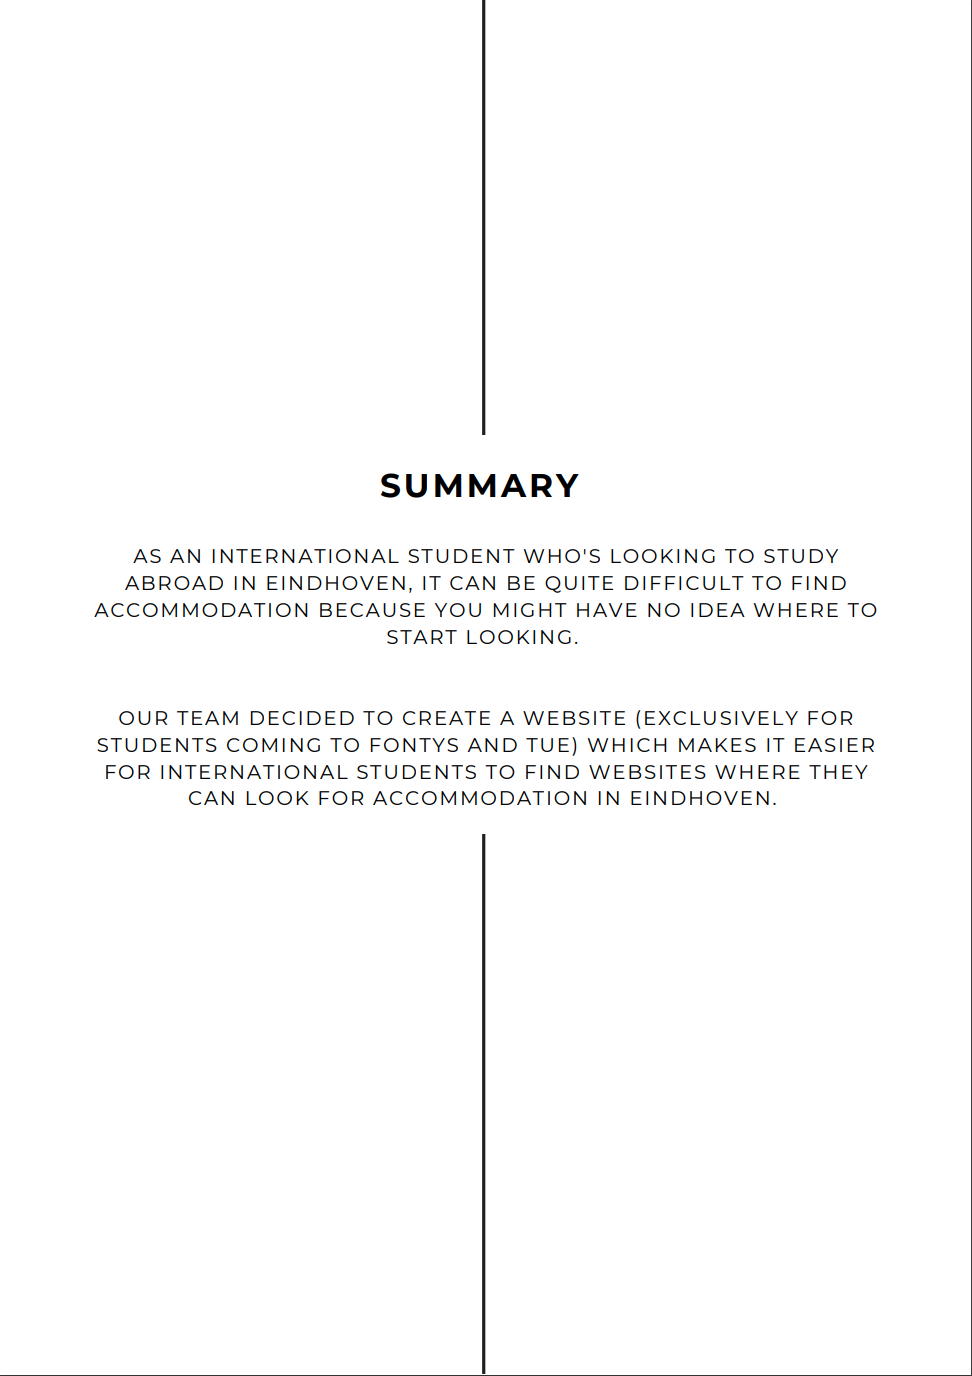 SUMMARY
AS AN INTERNATIONAL STUDENT WHO'S LOOKING TO STUDY
ABROAD IN EINDHOVEN, IT CAN BE QUITE DIFFICULT TO FIND
ACCOMMODATION BECAUSE YOU MIGHT HAVE NO IDEA WHERE TO
START LOOKING.
OUR TEAM DECIDED TO CREATE A WEBSITE (EXCLUSIVELY FOR
STUDENTS COMING TO FONTYS AND TUE) WHICH MAKES IT EASIER
FOR INTERNATIONAL STUDENTS TO FIND WEBSITES WHERE THEY
CAN LOOK FOR ACCOMMODATION IN EINDHOVEN.